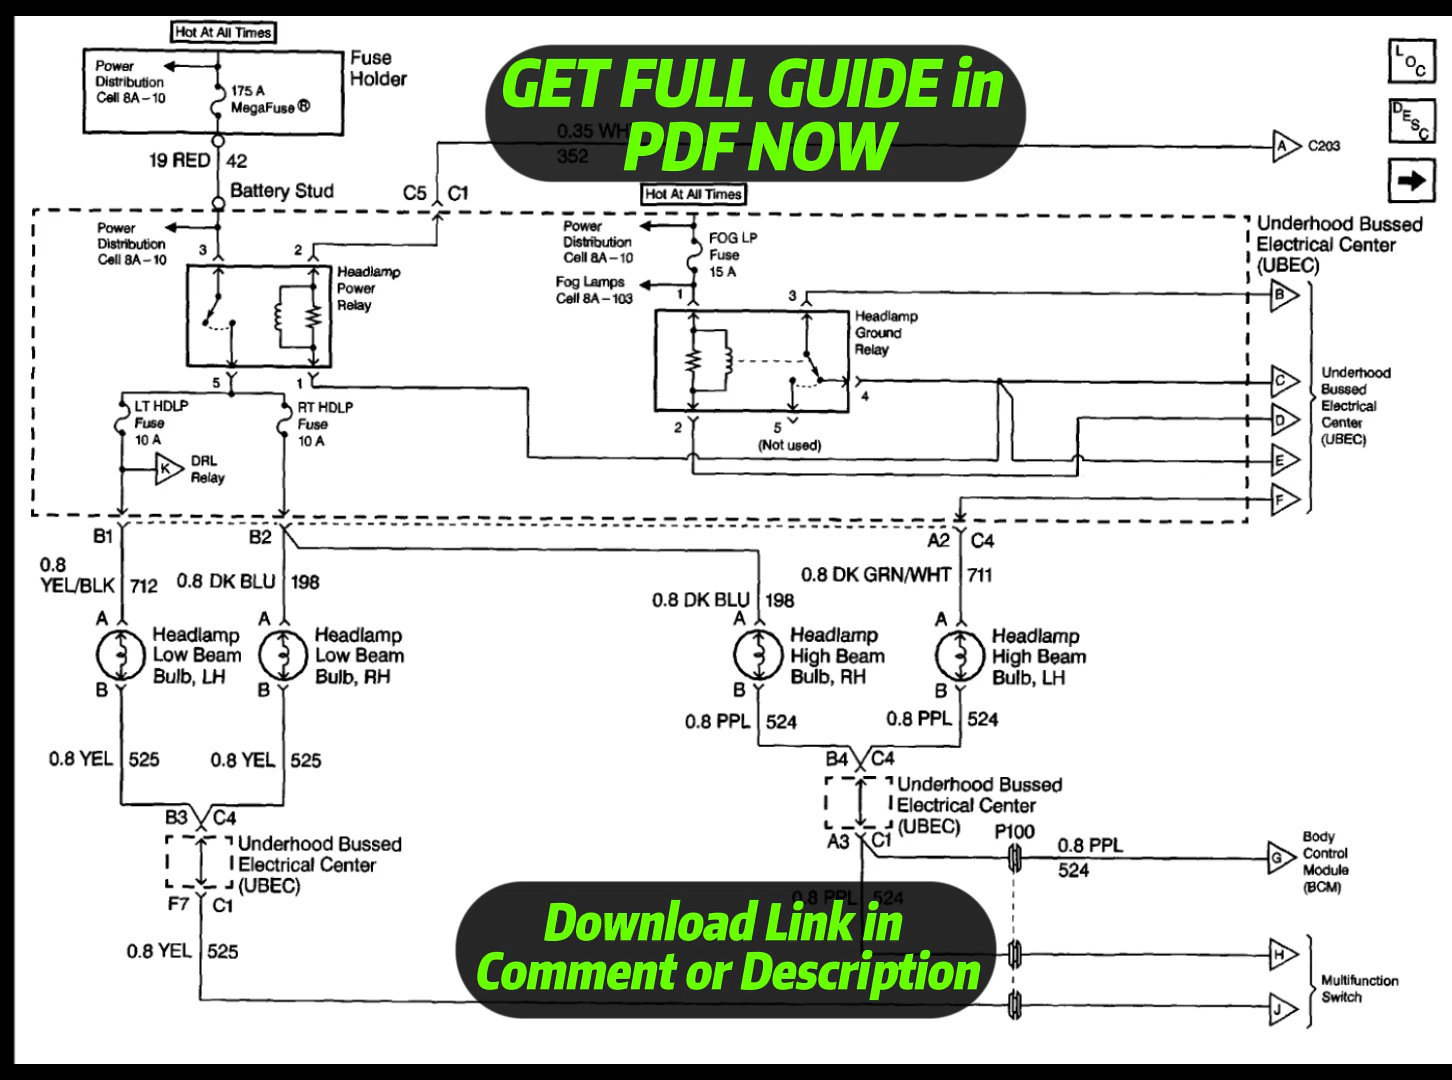 Hot At All Times
Fuse
Holder
Power
Distribution
Cell 8A-10
175 A
MegaFuse®
GET FULL GUIDE in
PDF NOW
0.35 WH
352
L
O
C
D
E
S
C
A
C203
19 RED
42
Battery Stud
C5
C1
Hot At All Times
Power
Distribution
Cell 8A-10
3
2
Headlamp
Power
Relay
Power
Distribution
Cell 8A-10
FOG LP
Fuse
15 A
Fog Lamps
Cell 8A-103
1
3
Headlamp
Ground
Relay
Underhood Bussed
Electrical Center
(UBEC)
B
C
D
E
F
Underhood
Bussed
Electrical
Center
(UBEC)
5
1
4
2
5
(Not used)
LT HDLP
Fuse
10 A
RT HDLP
Fuse
10 A
K
DRL
Relay
B1
B2
A2
C4
0.8
YEL/BLK
712
0.8 DK BLU
198
0.8 DK BLU
198
0.8 DK GRN/WHT
711
A
Headlamp
Low Beam
Bulb, LH
B
A
Headlamp
Low Beam
Bulb, RH
B
A
Headlamp
High Beam
Bulb, RH
B
A
Headlamp
High Beam
Bulb, LH
B
0.8 PPL
524
0.8 PPL
524
0.8 YEL
525
0.8 YEL
525
B4
C4
Underhood Bussed
Electrical Center
(UBEC)
A3
C1
P100
0.8 PPL
524
G
Body
Control
Module
(BCM)
B3
C4
Underhood Bussed
Electrical Center
(UBEC)
F7
C1
0.8 PPL
524
0.8 YEL
525
Download Link in
Comment or Description
H
J
Multifunction
Switch